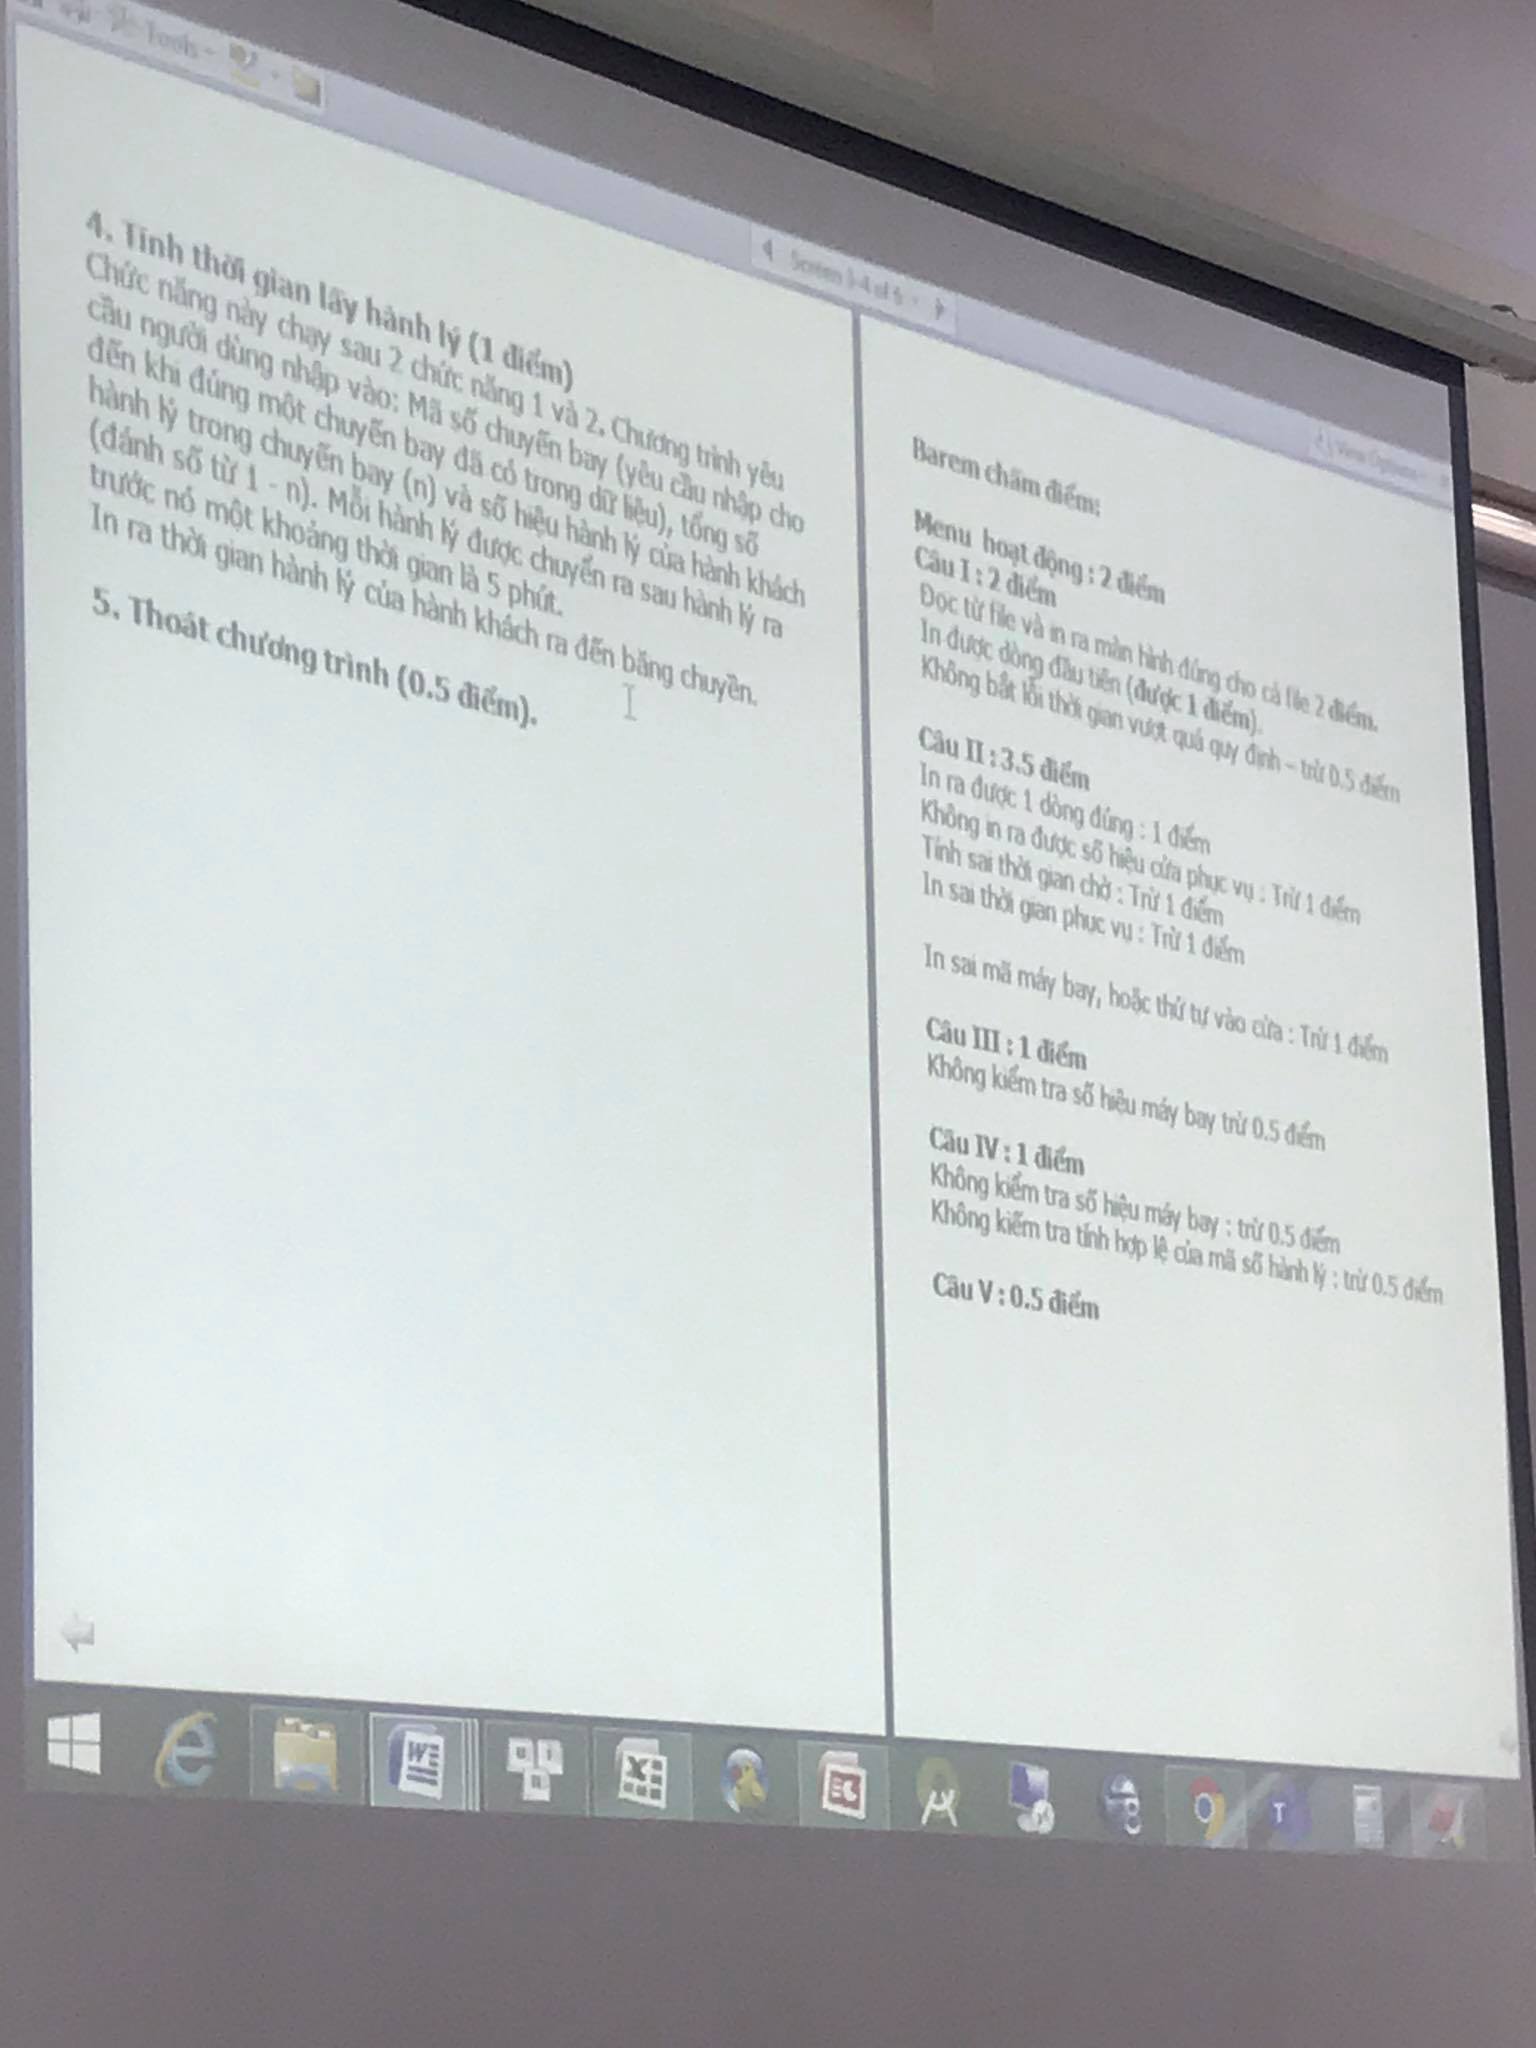 Tools
Screen 3-4 of 6
View Options
4. Tính thời gian lấy hành lý (1 điểm)
Chức năng này chạy sau 2 chức năng 1 và 2. Chương trình yêu
cầu người dùng nhập vào: Mã số chuyến bay (yêu cầu nhập cho
đến khi đúng một chuyến bay đã có trong dữ liệu), tổng số
hành lý trong chuyến bay (n) và số hiệu hành lý của hành khách
(đánh số từ 1 - n). Mỗi hành lý được chuyển ra sau hành lý ra
trước nó một khoảng thời gian là 5 phút.
In ra thời gian hành lý của hành khách ra đến băng chuyền.
5. Thoát chương trình (0.5 điểm).
Barem chấm điểm:
Menu hoạt động : 2 điểm
Câu I : 2 điểm
Đọc từ file và in ra màn hình đúng cho cả file 2 điểm.
In được dòng đầu tiên (được 1 điểm).
Không bắt lỗi thời gian vượt quá quy định – trừ 0.5 điểm
Câu II : 3.5 điểm
In ra được 1 dòng đúng : 1 điểm
Không in ra được số hiệu cửa phục vụ : Trừ 1 điểm
Tính sai thời gian chờ : Trừ 1 điểm
In sai thời gian phục vụ : Trừ 1 điểm
In sai mã máy bay, hoặc thứ tự vào cửa : Trừ 1 điểm
Câu III : 1 điểm
Không kiểm tra số hiệu máy bay trừ 0.5 điểm
Câu IV : 1 điểm
Không kiểm tra số hiệu máy bay : trừ 0.5 điểm
Không kiểm tra tính hợp lệ của mã số hành lý : trừ 0.5 điểm
Câu V : 0.5 điểm